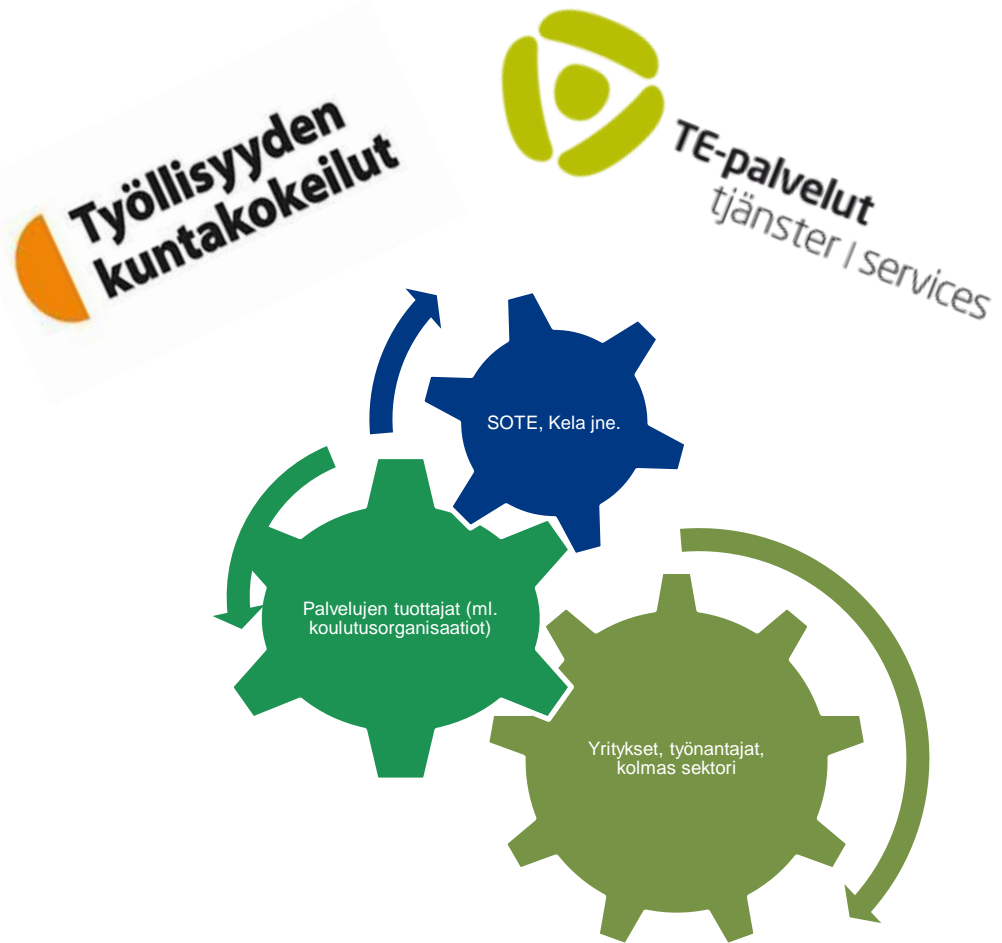 Työllisyyden
kuntakokeilut
TE-palvelut
tjänster | services
SOTE, Kela jne.
Palvelujen tuottajat (ml.
koulutusorganisaatiot)
Yritykset, työnantajat,
kolmas sektori